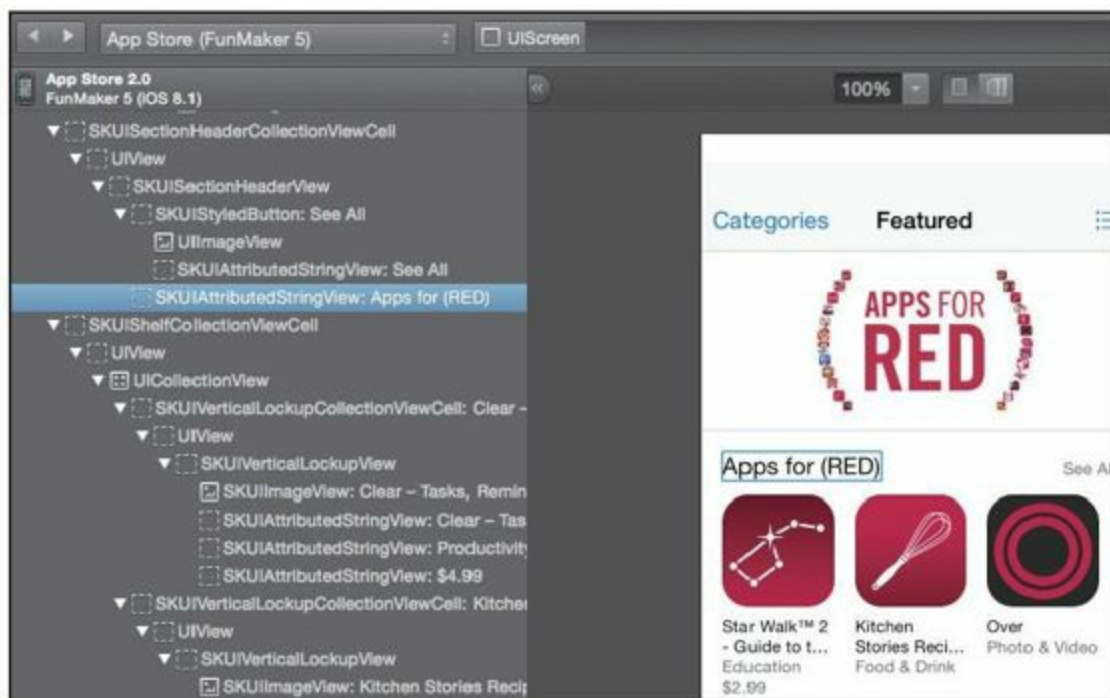 App Store (FunMaker 5)
UIScreen
App Store 2.0
FunMaker 5 (iOS 8.1)
100%
SKUISectionHeaderCollectionViewCell
UIView
SKUISectionHeaderView
SKUIStyledButton: See All
UIImageView
SKUIAttributedStringView: See All
SKUIAttributedStringView: Apps for (RED)
SKUIShelfCollectionViewCell
UIView
UICollectionView
SKUIVerticalLockupCollectionViewCell: Clear –
UIView
SKUIVerticalLockupView
SKUIImageView: Clear – Tasks, Remin
SKUIAttributedStringView: Clear – Tas
SKUIAttributedStringView: Productivity
SKUIAttributedStringView: $4.99
SKUIVerticalLockupCollectionViewCell: Kitchen
UIView
SKUIVerticalLockupView
SKUIImageView: Kitchen Stories Recip
Categories
Featured
APPS FOR
RED
Apps for (RED)
See All
Star Walk™ 2
- Guide to t...
Education
$2.99
Kitchen
Stories Reci...
Food & Drink
Over
Photo & Video